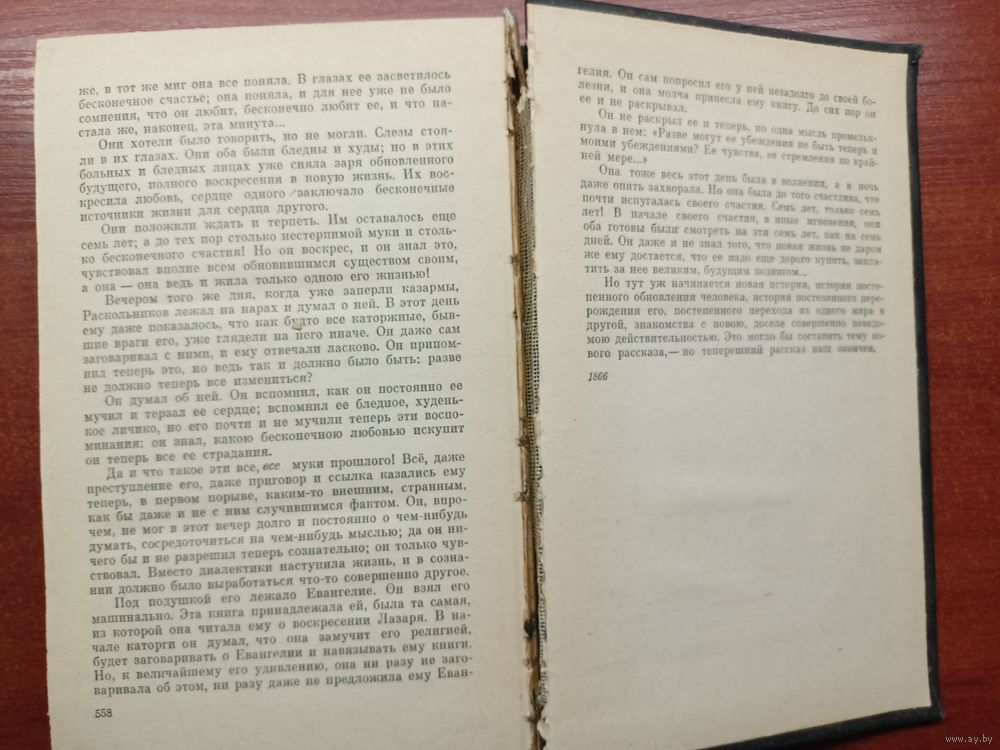 же, в тот же миг она все поняла. В глазах ее засветилось
бесконечное счастье; она поняла, и для нее уже не было
сомнения, что он любит, бесконечно любит ее, и что на-
стала же, наконец, эта минута...
Они хотели было говорить, но не могли. Слезы стоя-
ли в их глазах. Они оба были бледны и худы; но в этих
больных и бледных лицах уже сияла заря обновленного
будущего, полного воскресения в новую жизнь. Их вос-
кресила любовь, сердце одного заключало бесконечные
источники жизни для сердца другого.
Они положили ждать и терпеть. Им оставалось еще
семь лет; а до тех пор столько нестерпимой муки и столь-
ко бесконечного счастия! Но он воскрес, и он знал это,
чувствовал вполне всем обновившимся существом своим,
а она — она ведь и жила только одною его жизнью!
Вечером того же дня, когда уже заперли казармы,
Раскольников лежал на нарах и думал о ней. В этот день
ему даже показалось, что как будто все каторжные, быв-
шие враги его, уже глядели на него иначе. Он даже сам
заговаривал с ними, и ему отвечали ласково. Он припом-
нил теперь это, но ведь так и должно было быть: разве
не должно теперь все измениться?
Он думал об ней. Он вспомнил, как он постоянно ее
мучил и терзал ее сердце; вспомнил ее бледное, худень-
кое личико, но его почти и не мучили теперь эти воспо-
минания: он знал, какою бесконечною любовью искупит
он теперь все ее страдания.
Да и что такое эти все, все муки прошлого! Всё, даже
преступление его, даже приговор и ссылка казались ему
теперь, в первом порыве, каким-то внешним, странным,
как бы даже и не с ним случившимся фактом. Он, впро-
чем, не мог в этот вечер долго и постоянно о чем-нибудь
думать, сосредоточиться на чем-нибудь мыслью; да он ни-
чего бы и не разрешил теперь сознательно; он только чув-
ствовал. Вместо диалектики наступила жизнь, и в созна-
нии должно было выработаться что-то совершенно другое.
Под подушкой его лежало Евангелие. Он взял его
машинально. Эта книга принадлежала ей, была та самая,
из которой она читала ему о воскресении Лазаря. В на-
чале каторги он думал, что она замучит его религией,
будет заговаривать о Евангелии и навязывать ему книги.
Но, к величайшему его удивлению, она ни разу не заго-
варивала об этом, ни разу даже не предложила ему Еван-
558
гелия. Он сам попросил его у ней незадолго до своей бо-
лезни, и она молча принесла ему книгу. До сих пор он
ее и не раскрывал.
Он не раскрыл ее и теперь, но одна мысль промельк-
нула в нем: «Разве могут ее убеждения не быть теперь и
моими убеждениями? Ее чувства, ее стремления по край-
ней мере...»
Она тоже весь этот день была в волнении, а в ночь
даже опять захворала. Но она была до того счастлива, что
почти испугалась своего счастия. Семь лет, только семь
лет! В начале своего счастия, в иные мгновения, они
оба готовы были смотреть на эти семь лет, как на семь
дней. Он даже и не знал того, что новая жизнь не даром
же ему достается, что ее надо еще дорого купить, запла-
тить за нее великим, будущим подвигом...
Но тут уж начинается новая история, история посте-
пенного обновления человека, история постепенного пере-
рождения его, постепенного перехода из одного мира в
другой, знакомства с новою, доселе совершенно неведо-
мою действительностью. Это могло бы составить тему но-
вого рассказа,— но теперешний рассказ наш окончен.
1866
www.ay.by